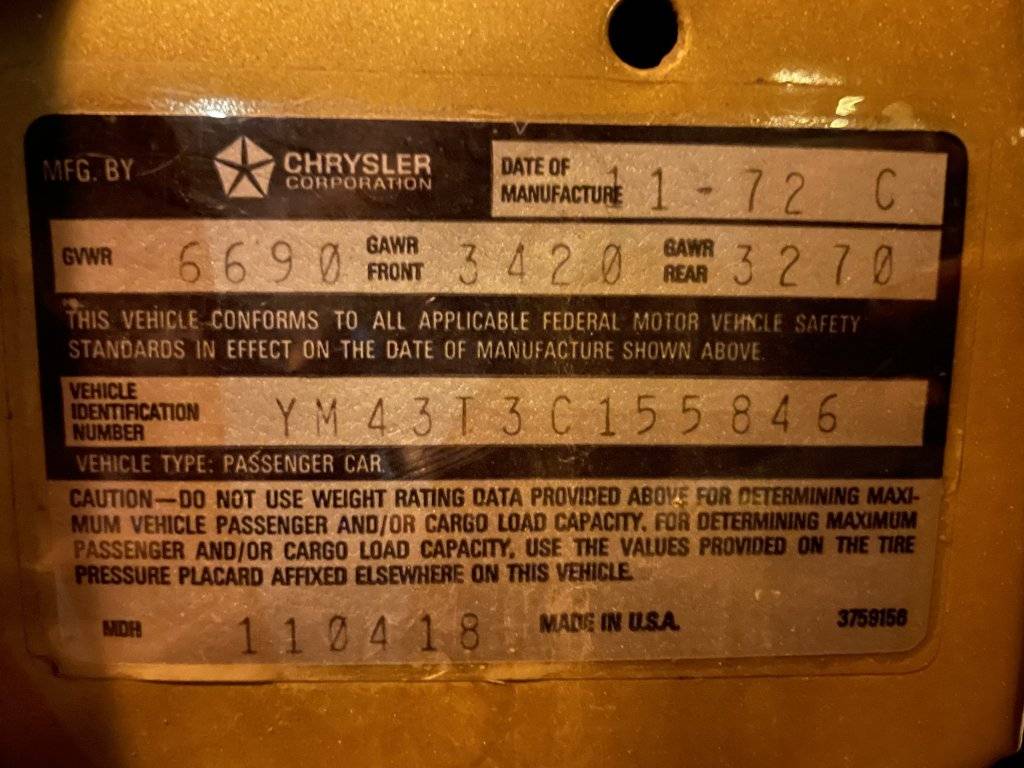 MFG. BY CHRYSLER CORPORATION DATE OF MANUFACTURE 11-72 C
GVWR 6690 GAWR FRONT 3420 GAWR REAR 3270
THIS VEHICLE CONFORMS TO ALL APPLICABLE FEDERAL MOTOR VEHICLE SAFETY
STANDARDS IN EFFECT ON THE DATE OF MANUFACTURE SHOWN ABOVE.
VEHICLE IDENTIFICATION NUMBER YM43T3C155846
VEHICLE TYPE: PASSENGER CAR.
CAUTION—DO NOT USE WEIGHT RATING DATA PROVIDED ABOVE FOR DETERMINING MAXI-
MUM VEHICLE PASSENGER AND/OR CARGO LOAD CAPACITY. FOR DETERMINING MAXIMUM
PASSENGER AND/OR CARGO LOAD CAPACITY, USE THE VALUES PROVIDED ON THE TIRE
PRESSURE PLACARD AFFIXED ELSEWHERE ON THIS VEHICLE.
MDH 110418 MADE IN U.S.A. 3759156